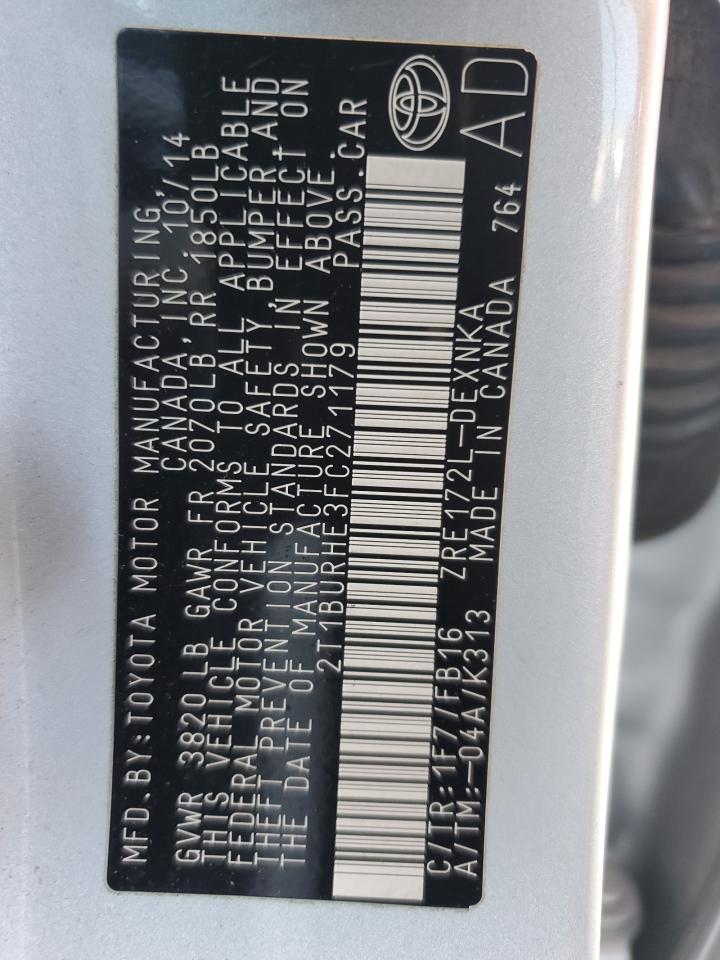 MFD.BY:TOYOTA MOTOR MANUFACTURING,
CANADA, INC. 10/14
GVWR 3820 LB GAWR FR 2070LB, RR 1850LB
THIS VEHICLE CONFORMS TO ALL APPLICABLE
FEDERAL MOTOR VEHICLE SAFETY, BUMPER AND
THEFT PREVENTION STANDARDS IN EFFECT ON
THE DATE OF MANUFACTURE SHOWN ABOVE.
2T1BURHE3FC271179 PASS.CAR
C/TR:1F7/FB16 ZRE172L-DEXNKA
A/TM:-04A/K313 MADE IN CANADA 764
AD